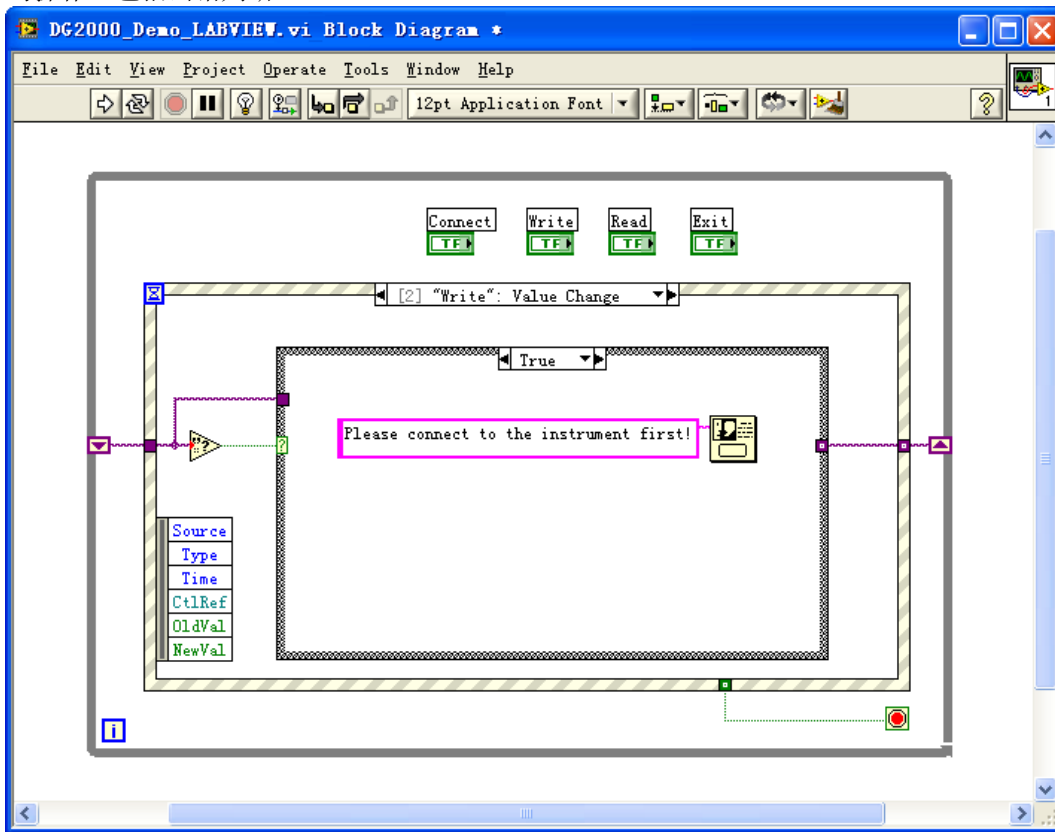 DG2000_Demo_LABVIEW.vi Block Diagram *
File Edit View Project Operate Tools Window Help
12pt Application Font
?
1
Connect Write Read Exit
TF TF TF TF
[2] "Write": Value Change
True
Please connect to the instrument first!
?
?
Source
Type
Time
CtlRef
OldVal
NewVal
i